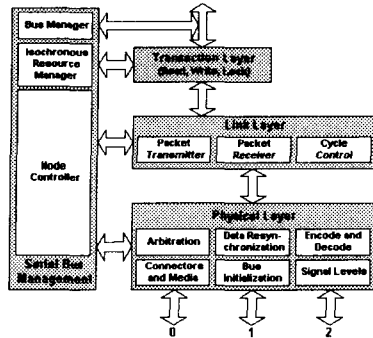 Bus Manager
Isochronous
Resource
Manager
Node
Controller
Serial Bus
Management
Transaction Layer
(Read, Write, Lock)
Link Layer
Packet
Transmitter
Packet
Receiver
Cycle
Control
Physical Layer
Arbitration
Data Resyn-
chronization
Encode and
Decode
Connectors
and Media
Bus
Initialization
Signal Levels
0
1
2